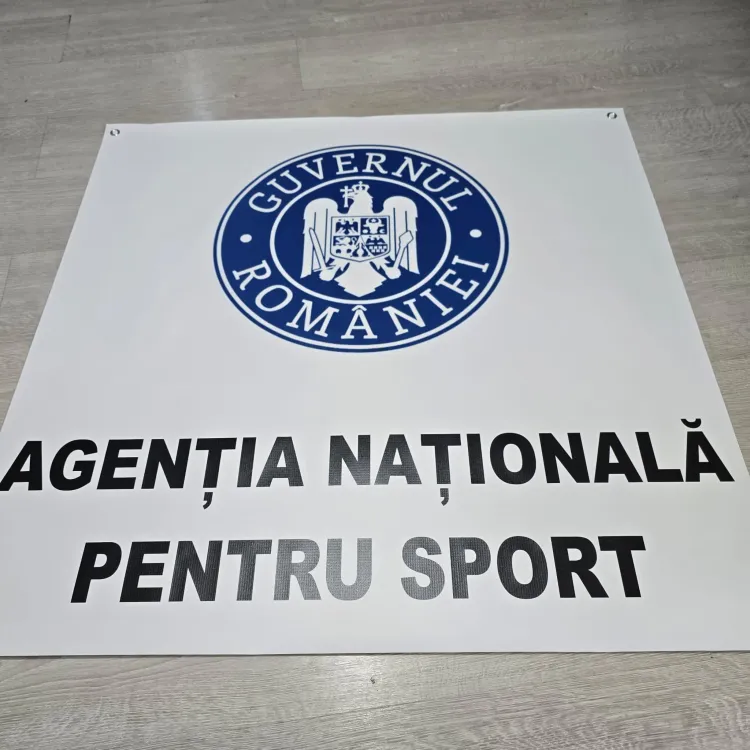 GUVERNUL
ROMÂNIEI
AGENȚIA NAȚIONALĂ
PENTRU SPORT